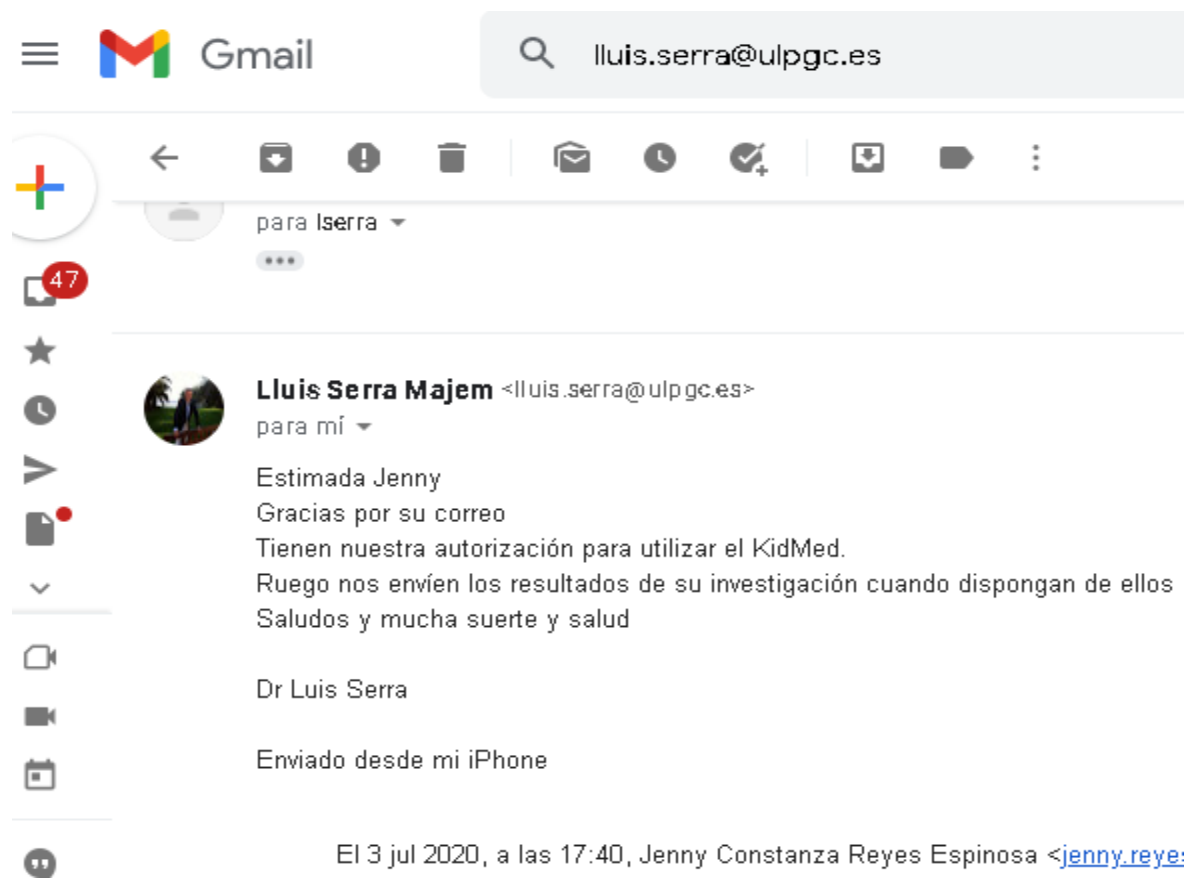 Gmail
lluis.serra@ulpgc.es
para lserra
47
Lluis Serra Majem <lluis.serra@ulpgc.es>
para mí
Estimada Jenny
Gracias por su correo
Tienen nuestra autorización para utilizar el KidMed.
Ruego nos envíen los resultados de su investigación cuando dispongan de ellos
Saludos y mucha suerte y salud
Dr Luis Serra
Enviado desde mi iPhone
El 3 jul 2020, a las 17:40, Jenny Constanza Reyes Espinosa <jenny.reyes